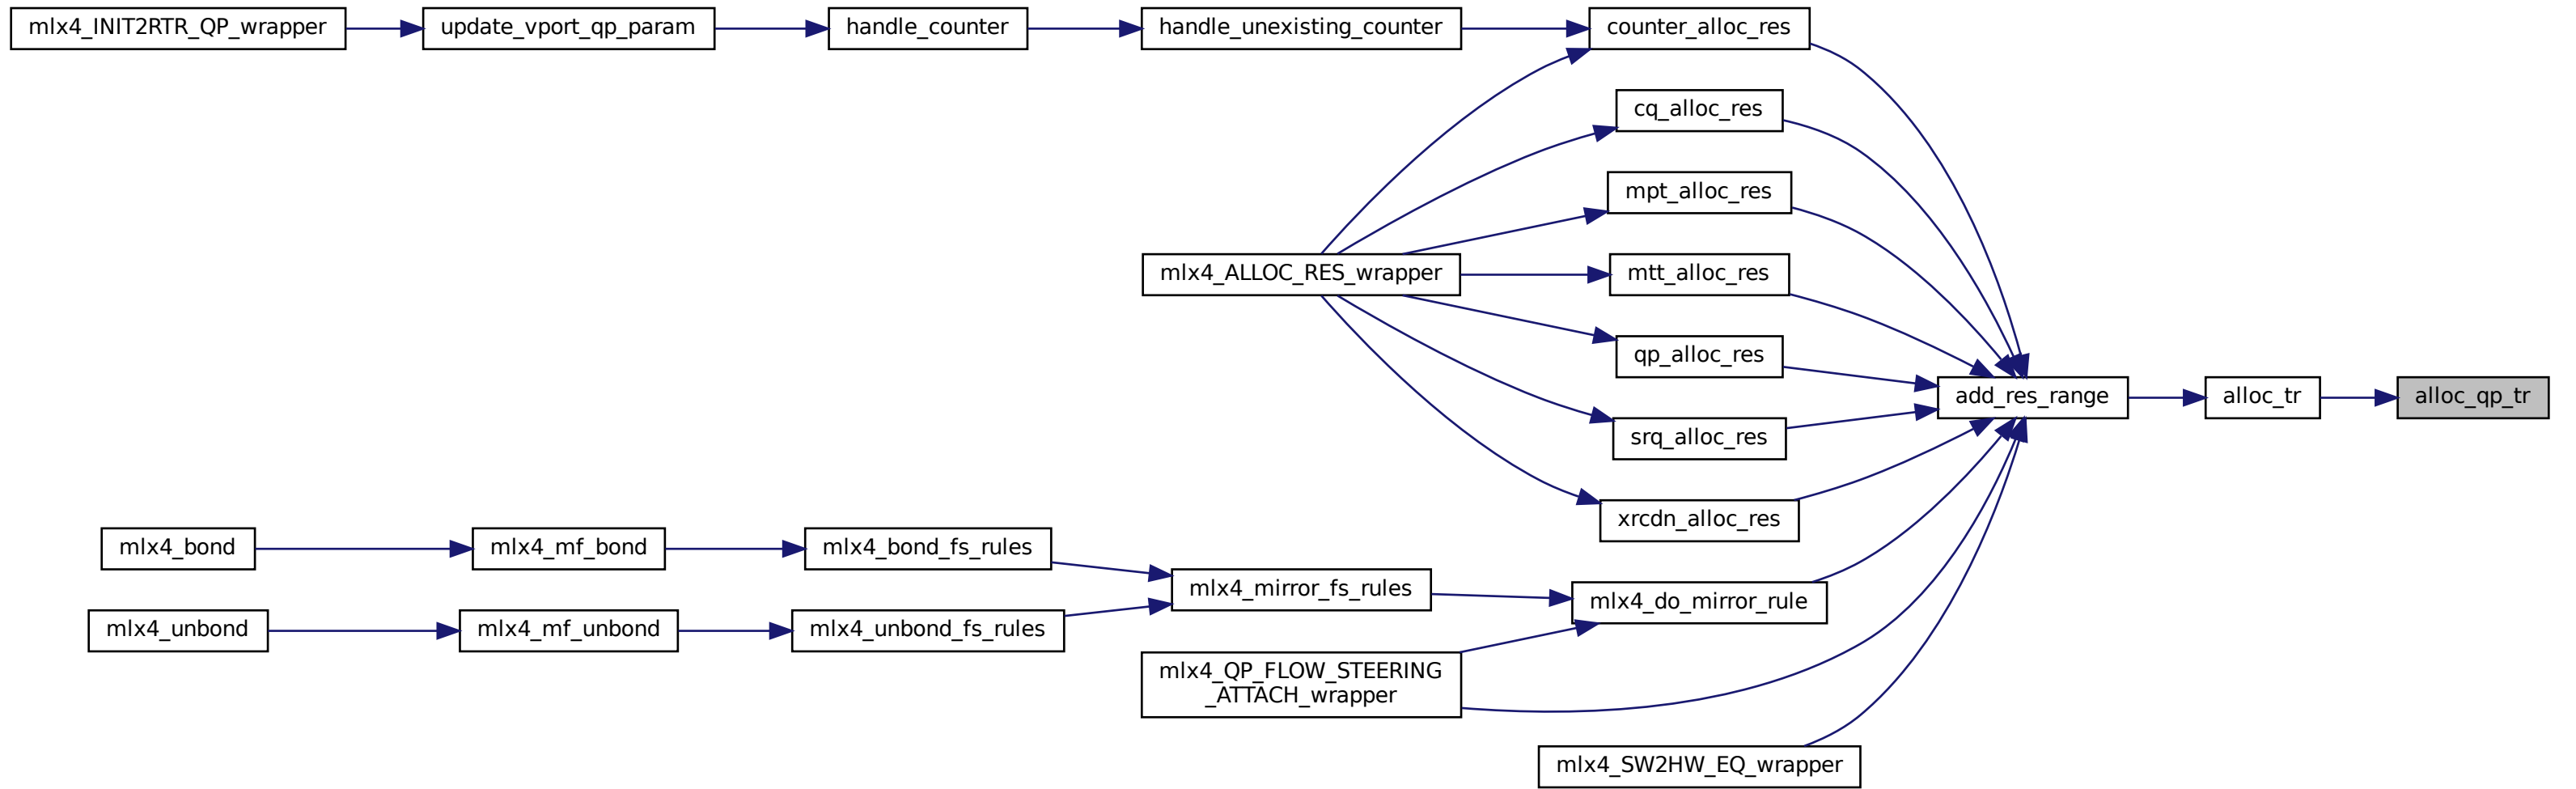 mlx4_INIT2RTR_QP_wrapper
update_vport_qp_param
handle_counter
handle_unexisting_counter
counter_alloc_res
cq_alloc_res
mpt_alloc_res
mlx4_ALLOC_RES_wrapper
mtt_alloc_res
qp_alloc_res
add_res_range
alloc_tr
alloc_qp_tr
srq_alloc_res
xrcdn_alloc_res
mlx4_bond
mlx4_mf_bond
mlx4_bond_fs_rules
mlx4_mirror_fs_rules
mlx4_do_mirror_rule
mlx4_unbond
mlx4_mf_unbond
mlx4_unbond_fs_rules
mlx4_QP_FLOW_STEERING
_ATTACH_wrapper
mlx4_SW2HW_EQ_wrapper